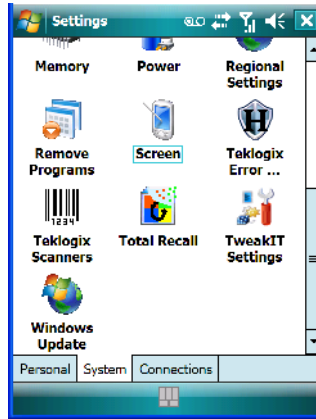 Settings
Memory
Power
Regional
Settings
Remove
Programs
Screen
Teklogix
Error ...
1234
Teklogix
Scanners
Total Recall
TweakIT
Settings
Windows
Update
Personal
System
Connections